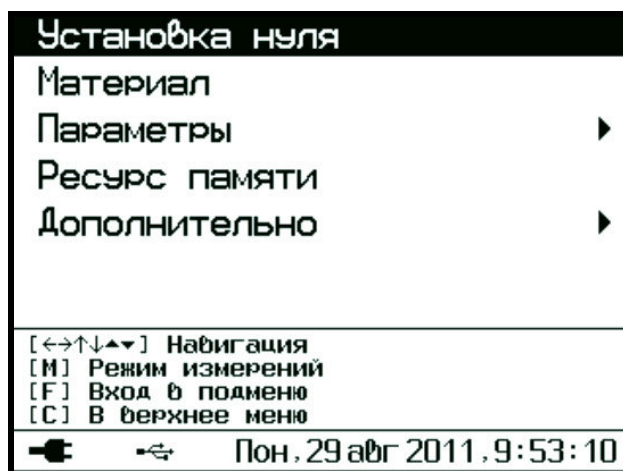 Установка нуля
Материал
Параметры
Ресурс памяти
Дополнительно
[←→↑↓▲▼] Навигация
[M] Режим измерений
[F] Вход в подменю
[C] В верхнее меню
Пон, 29 авг 2011, 9:53:10